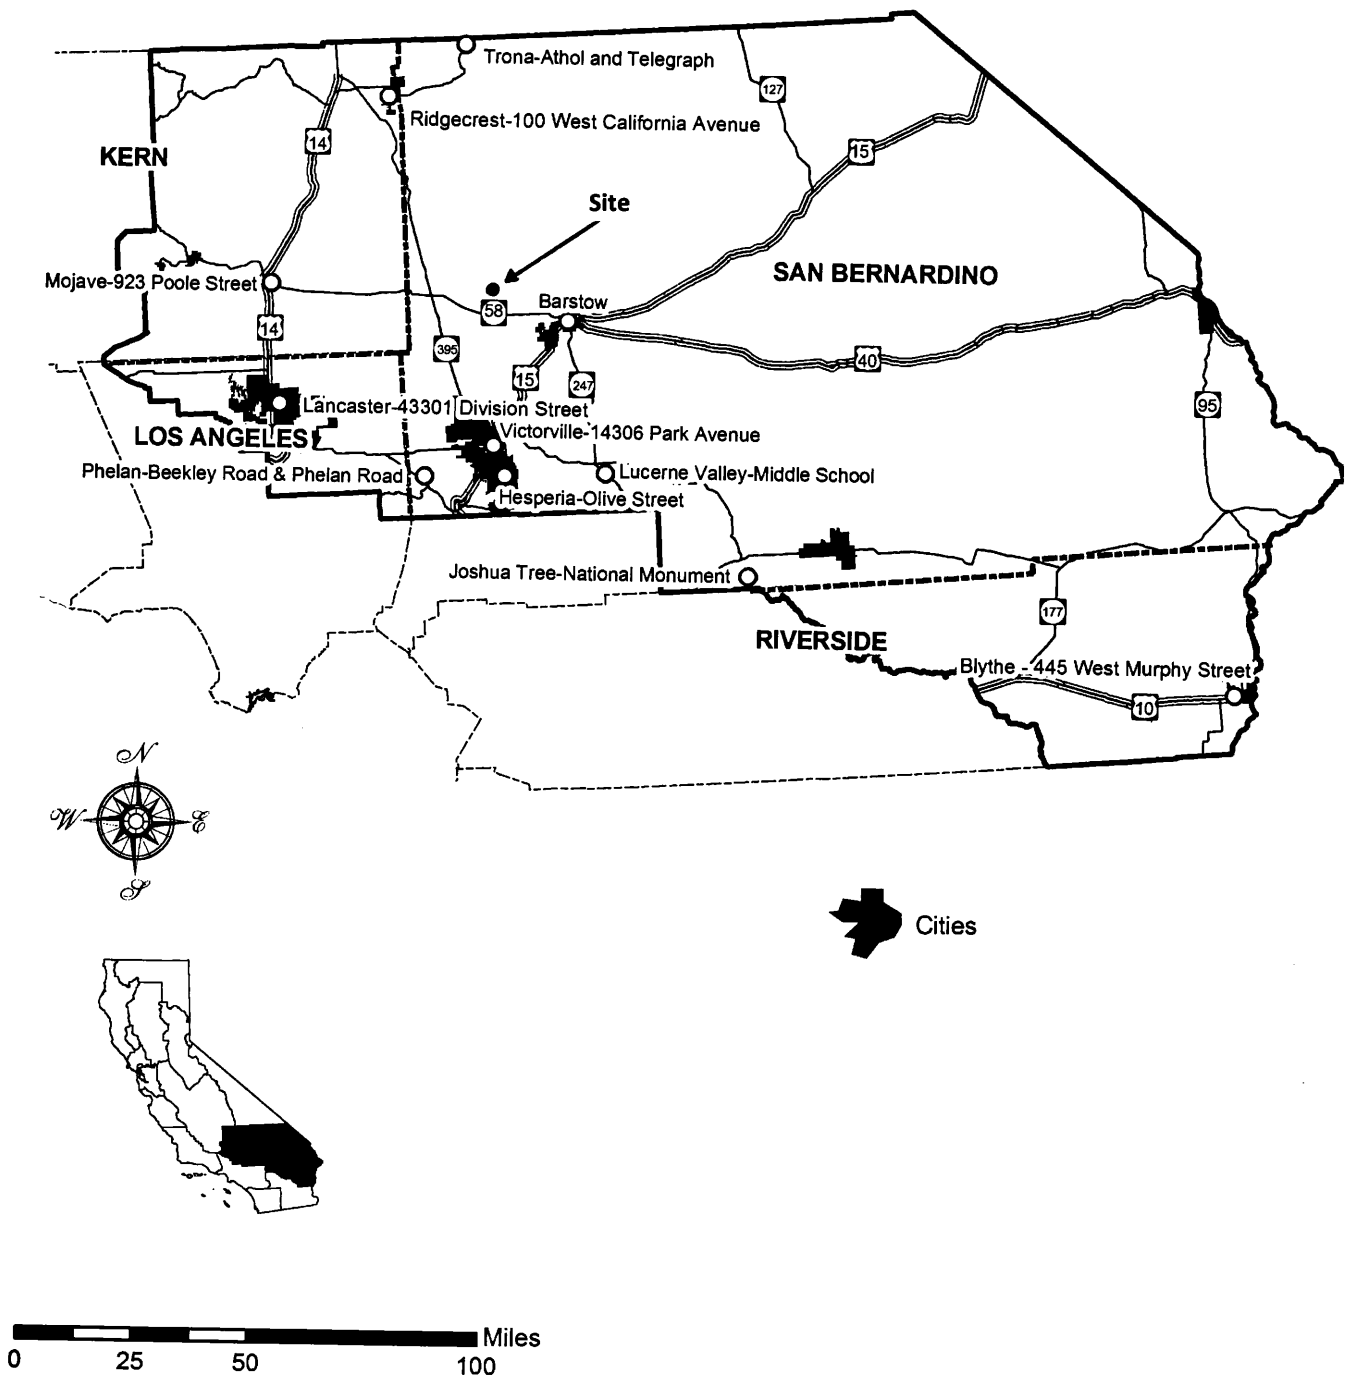 Trona-Athol and Telegraph
127
Ridgecrest-100 West California Avenue
14
15
KERN
Site
SAN BERNARDINO
Mojave-923 Poole Street
Barstow
58
14
395
40
15
247
95
Lancaster-43301 Division Street
LOS ANGELES
Victorville-14306 Park Avenue
Phelan-Beekley Road & Phelan Road
Lucerne Valley-Middle School
Hesperia-Olive Street
Joshua Tree-National Monument
177
RIVERSIDE
Blythe - 445 West Murphy Street
10
N
W
E
S
Cities
Miles
0
25
50
100